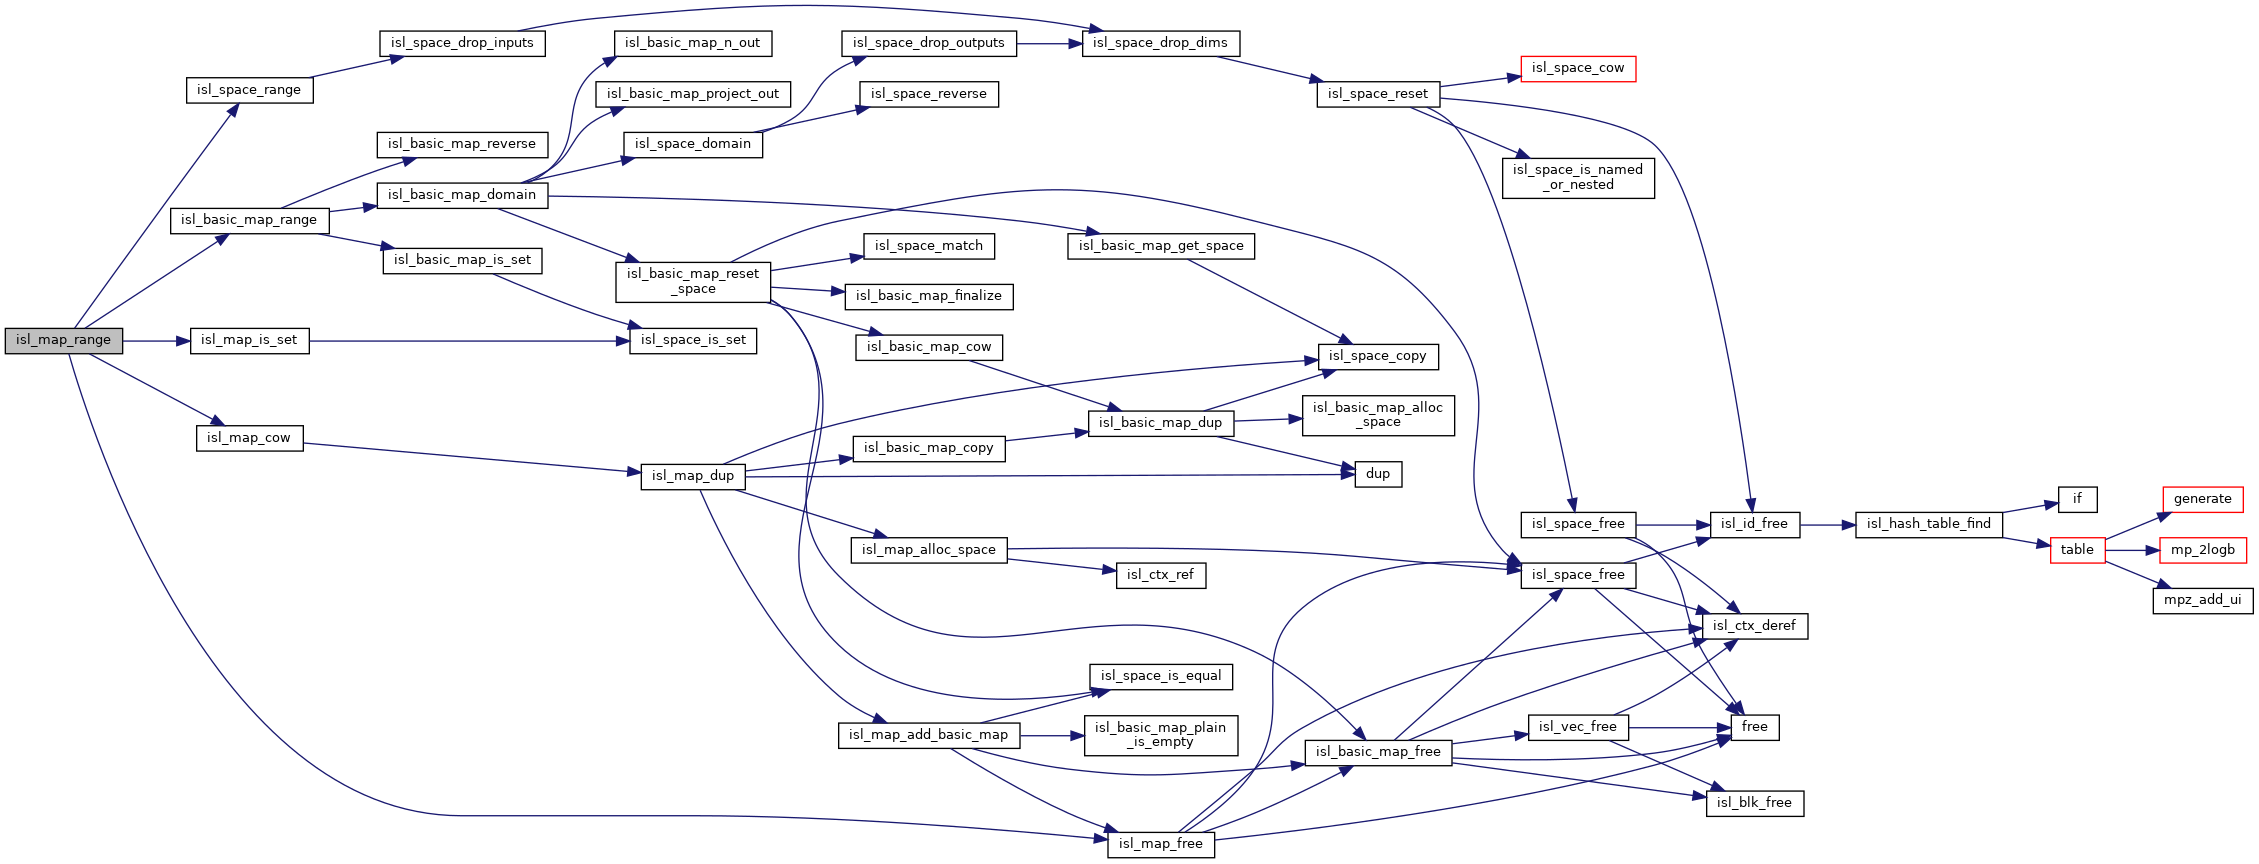 isl_map_range
isl_space_range
isl_basic_map_range
isl_map_is_set
isl_map_cow
isl_space_drop_inputs
isl_basic_map_reverse
isl_basic_map_domain
isl_basic_map_is_set
isl_basic_map_n_out
isl_basic_map_project_out
isl_space_domain
isl_basic_map_reset
_space
isl_space_is_set
isl_map_dup
isl_space_drop_outputs
isl_space_reverse
isl_space_match
isl_basic_map_finalize
isl_basic_map_cow
isl_basic_map_copy
isl_map_alloc_space
isl_map_add_basic_map
isl_space_drop_dims
isl_basic_map_get_space
isl_basic_map_dup
isl_ctx_ref
isl_space_is_equal
isl_basic_map_plain
_is_empty
isl_map_free
isl_space_reset
isl_space_copy
isl_basic_map_alloc
_space
dup
isl_basic_map_free
isl_space_cow
isl_space_is_named
_or_nested
isl_space_free
isl_space_free
isl_vec_free
isl_id_free
isl_ctx_deref
free
isl_blk_free
isl_hash_table_find
if
table
generate
mp_2logb
mpz_add_ui